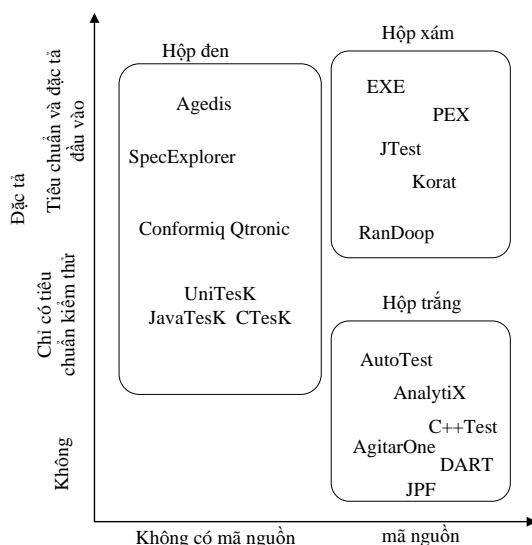 Hộp đen
Hộp xám
Agedis
SpecExplorer
Conformiq Qtronic
UniTesK
JavaTesK CTesK
EXE
PEX
JTest
Korat
RanDoop
Hộp trắng
AutoTest
AnalytiX
C++Test
AgitarOne
DART
JPF
Đặc tả
Tiêu chuẩn và đặc tả
đầu vào
Chỉ có tiêu
chuẩn kiểm thử
Không
Không có mã nguồn
mã nguồn